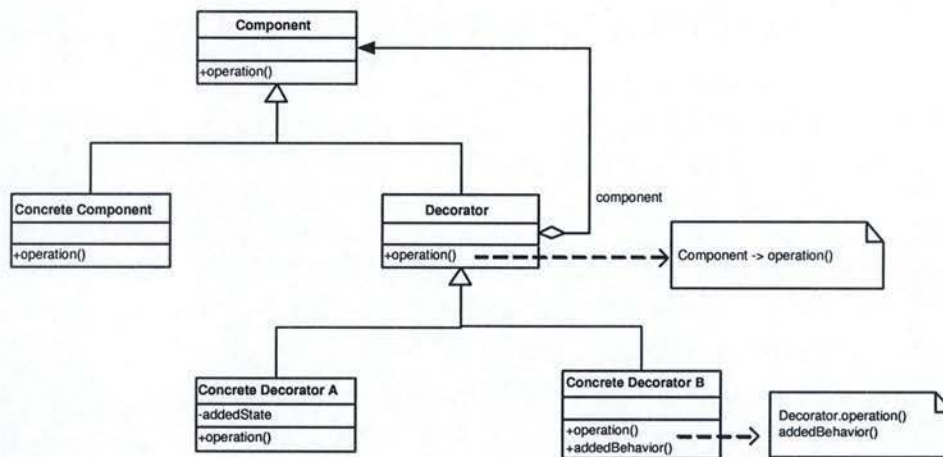 Component
+operation()
Concrete Component
+operation()
Decorator
+operation()
component
Component -> operation()
Concrete Decorator A
-addedState
+operation()
Concrete Decorator B
+operation()
+addedBehavior()
Decorator.operation()
addedBehavior()